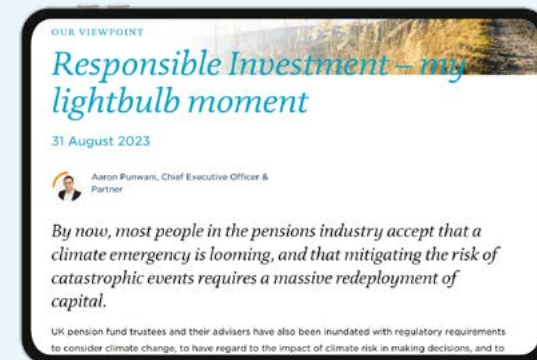 OUR VIEWPOINT
Responsible Investment – my
lightbulb moment
31 August 2023
Aaron Punwani, Chief Executive Officer &
Partner
By now, most people in the pensions industry accept that a
climate emergency is looming, and that mitigating the risk of
catastrophic events requires a massive redeployment of
capital.
UK pension fund trustees and their advisers have also been inundated with regulatory requirements
to consider climate change, to have regard to the impact of climate risk in making decisions, and to